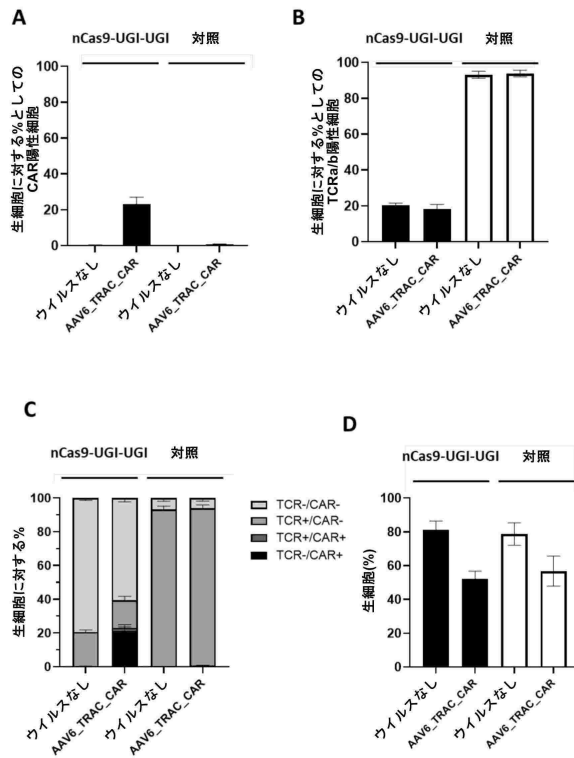 A
nCas9-UGI-UGI 対照
生細胞に対する%としての
CAR陽性細胞
100
80
60
40
20
0
ウイルスなし
AAV6_TRAC_CAR
ウイルスなし
AAV6_TRAC_CAR
B
nCas9-UGI-UGI 対照
生細胞に対する%としての
TCRa/b陽性細胞
100
80
60
40
20
0
ウイルスなし
AAV6_TRAC_CAR
ウイルスなし
AAV6_TRAC_CAR
C
nCas9-UGI-UGI 対照
生細胞に対する%
100
80
60
40
20
0
ウイルスなし
AAV6_TRAC_CAR
ウイルスなし
AAV6_TRAC_CAR
TCR-/CAR-
TCR+/CAR-
TCR+/CAR+
TCR-/CAR+
D
nCas9-UGI-UGI 対照
生細胞(%)
100
80
60
40
20
0
ウイルスなし
AAV6_TRAC_CAR
ウイルスなし
AAV6_TRAC_CAR